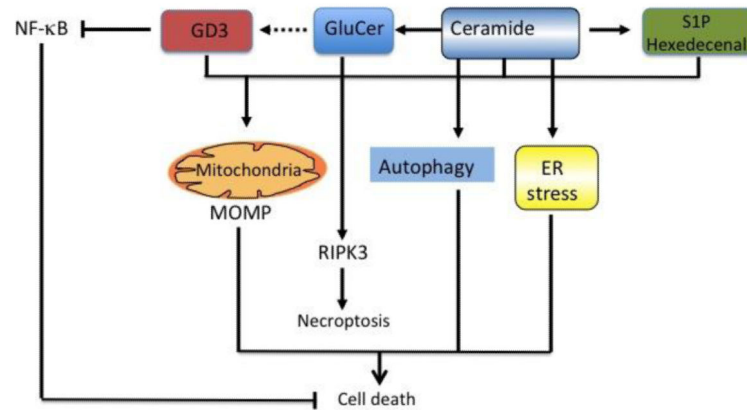 NF-κB
GD3
GluCer
Ceramide
S1P
Hexedecenal
Mitochondria
MOMP
Autophagy
ER
stress
RIPK3
Necroptosis
Cell death